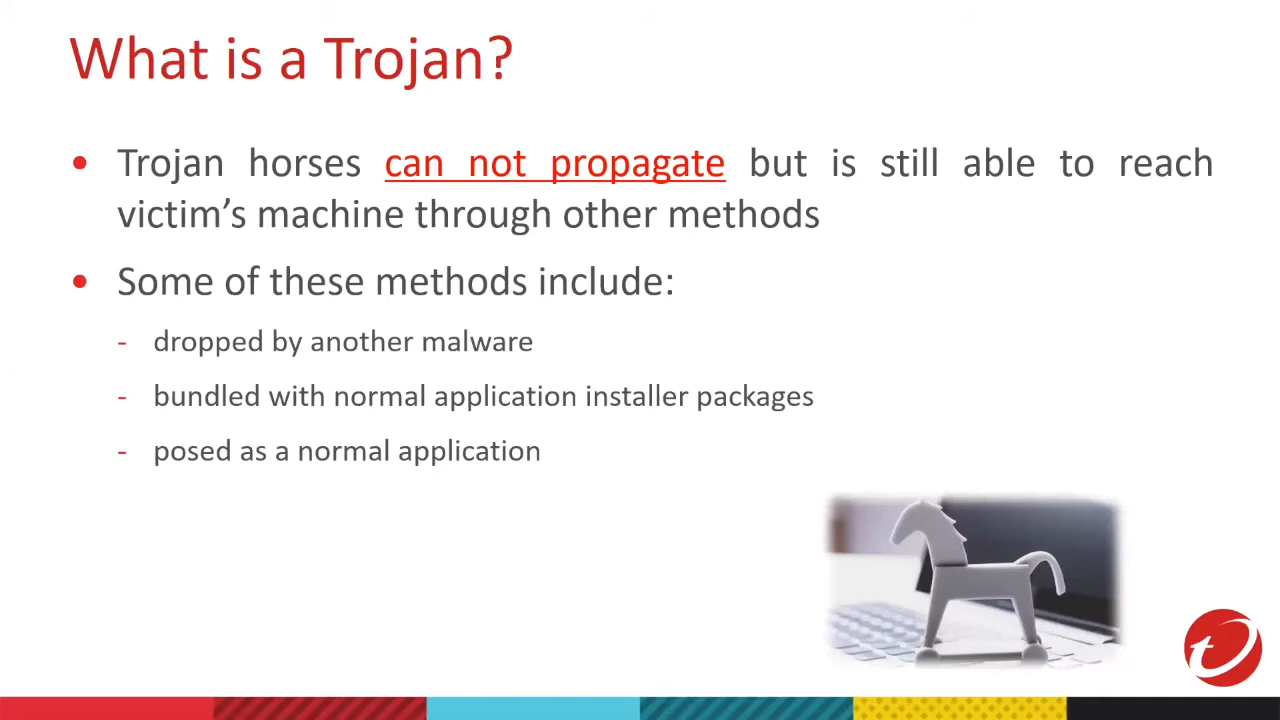 What is a Trojan?
• Trojan horses can not propagate but is still able to reach
victim’s machine through other methods
• Some of these methods include:
- dropped by another malware
- bundled with normal application installer packages
- posed as a normal application